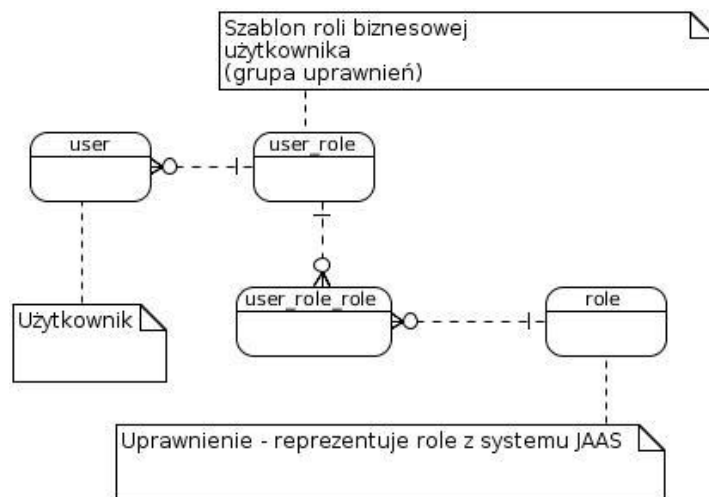 Szablon roli biznesowej
użytkownika
(grupa uprawnień)
user
user_role
Użytkownik
user_role_role
role
Uprawnienie - reprezentuje role z systemu JAAS